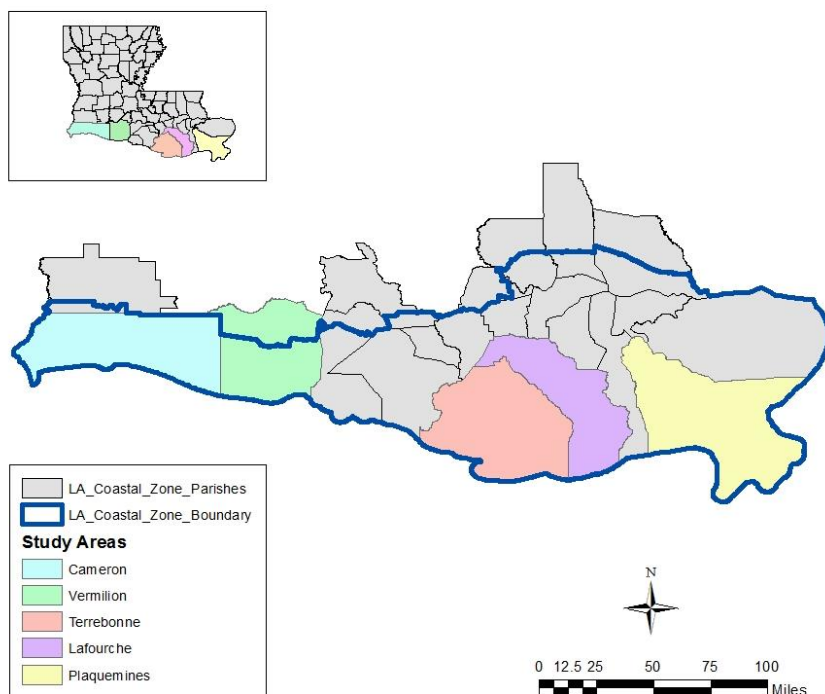 LA_Coastal_Zone_Parishes
LA_Coastal_Zone_Boundary
Study Areas
Cameron
Vermilion
Terrebonne
Lafourche
Plaquemines
N
0 12.5 25 50 75 100
Miles